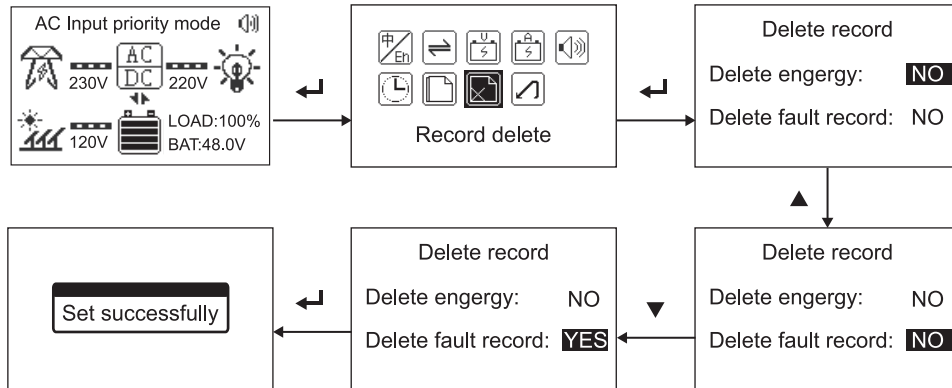 AC Input priority mode
230V
AC
DC
220V
120V
LOAD:100%
BAT:48.0V
中/En
U
A
Record delete
Delete record
Delete engergy: NO
Delete fault record: NO
Delete record
Delete engergy: NO
Delete fault record: NO
Delete record
Delete engergy: NO
Delete fault record: YES
Set successfully